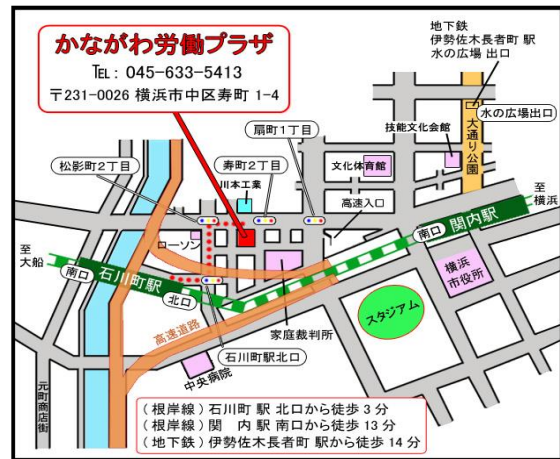 かながわ労働プラザ
TEL: 045-633-5413
〒231-0026 横浜市中区寿町 1-4
地下鉄
伊勢佐木長者町 駅
水の広場 出口
水の広場出口
大通り公園
技能文化会館
文化体育館
扇町1丁目
寿町2丁目
松影町2丁目
川本工業
高速入口
至横浜
関内駅
南口
ローソン
至大船
南口
石川町駅
北口
横浜
市役所
スタジアム
家庭裁判所
石川町駅北口
高速道路
中央病院
元町商店街
(根岸線) 石川町 駅 北口から徒歩 3 分
(根岸線) 関 内 駅 南口から徒歩 13 分
(地下鉄) 伊勢佐木長者町 駅から徒歩 14 分